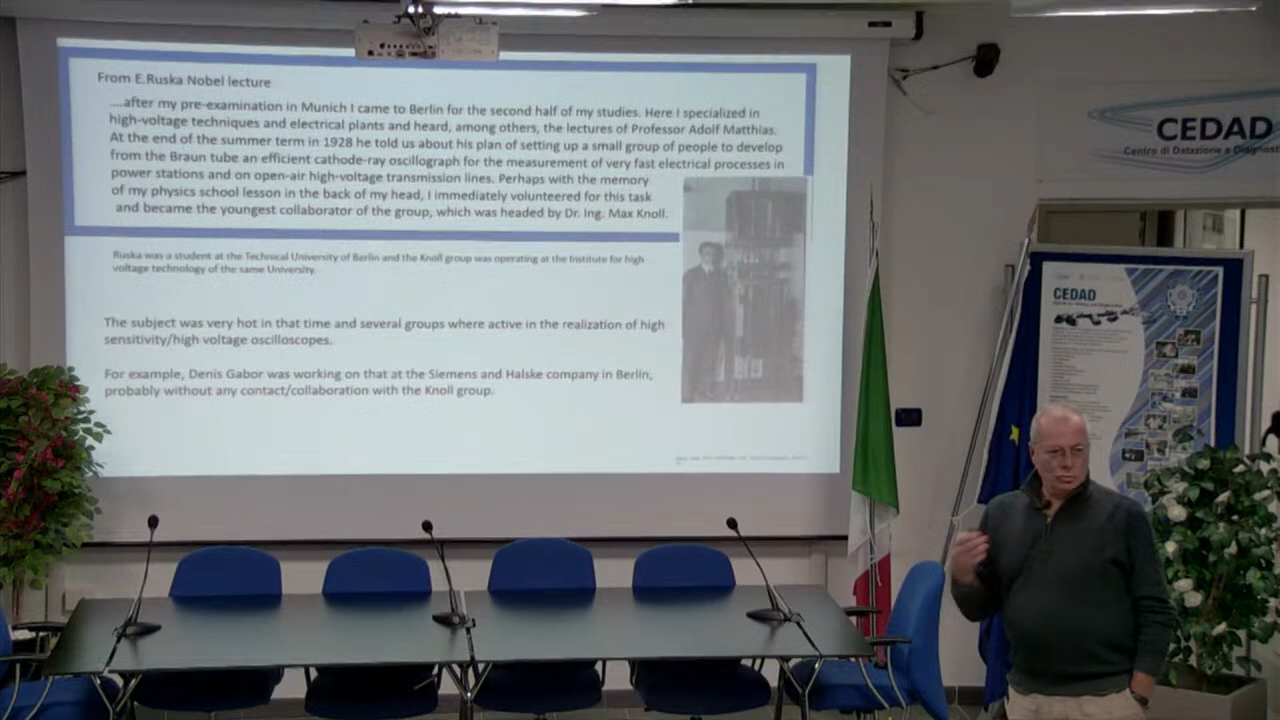 From E.Ruska Nobel lecture
....after my pre-examination in Munich I came to Berlin for the second half of my studies. Here I specialized in
high-voltage techniques and electrical plants and heard, among others, the lectures of Professor Adolf Matthias.
At the end of the summer term in 1928 he told us about his plan of setting up a small group of people to develop
from the Braun tube an efficient cathode-ray oscillograph for the measurement of very fast electrical processes in
power stations and on open-air high-voltage transmission lines. Perhaps with the memory
of my physics school lesson in the back of my head, I immediately volunteered for this task
and became the youngest collaborator of the group, which was headed by Dr. Ing. Max Knoll.
Ruska was a student at the Technical University of Berlin and the Knoll group was operating at the Institute for high
voltage technology of the same University.
The subject was very hot in that time and several groups where active in the realization of high
sensitivity/high voltage oscilloscopes.
For example, Denis Gabor was working on that at the Siemens and Halske company in Berlin,
probably without any contact/collaboration with the Knoll group.
CEDAD
Centro di Datazione e Diagnost
CEDAD